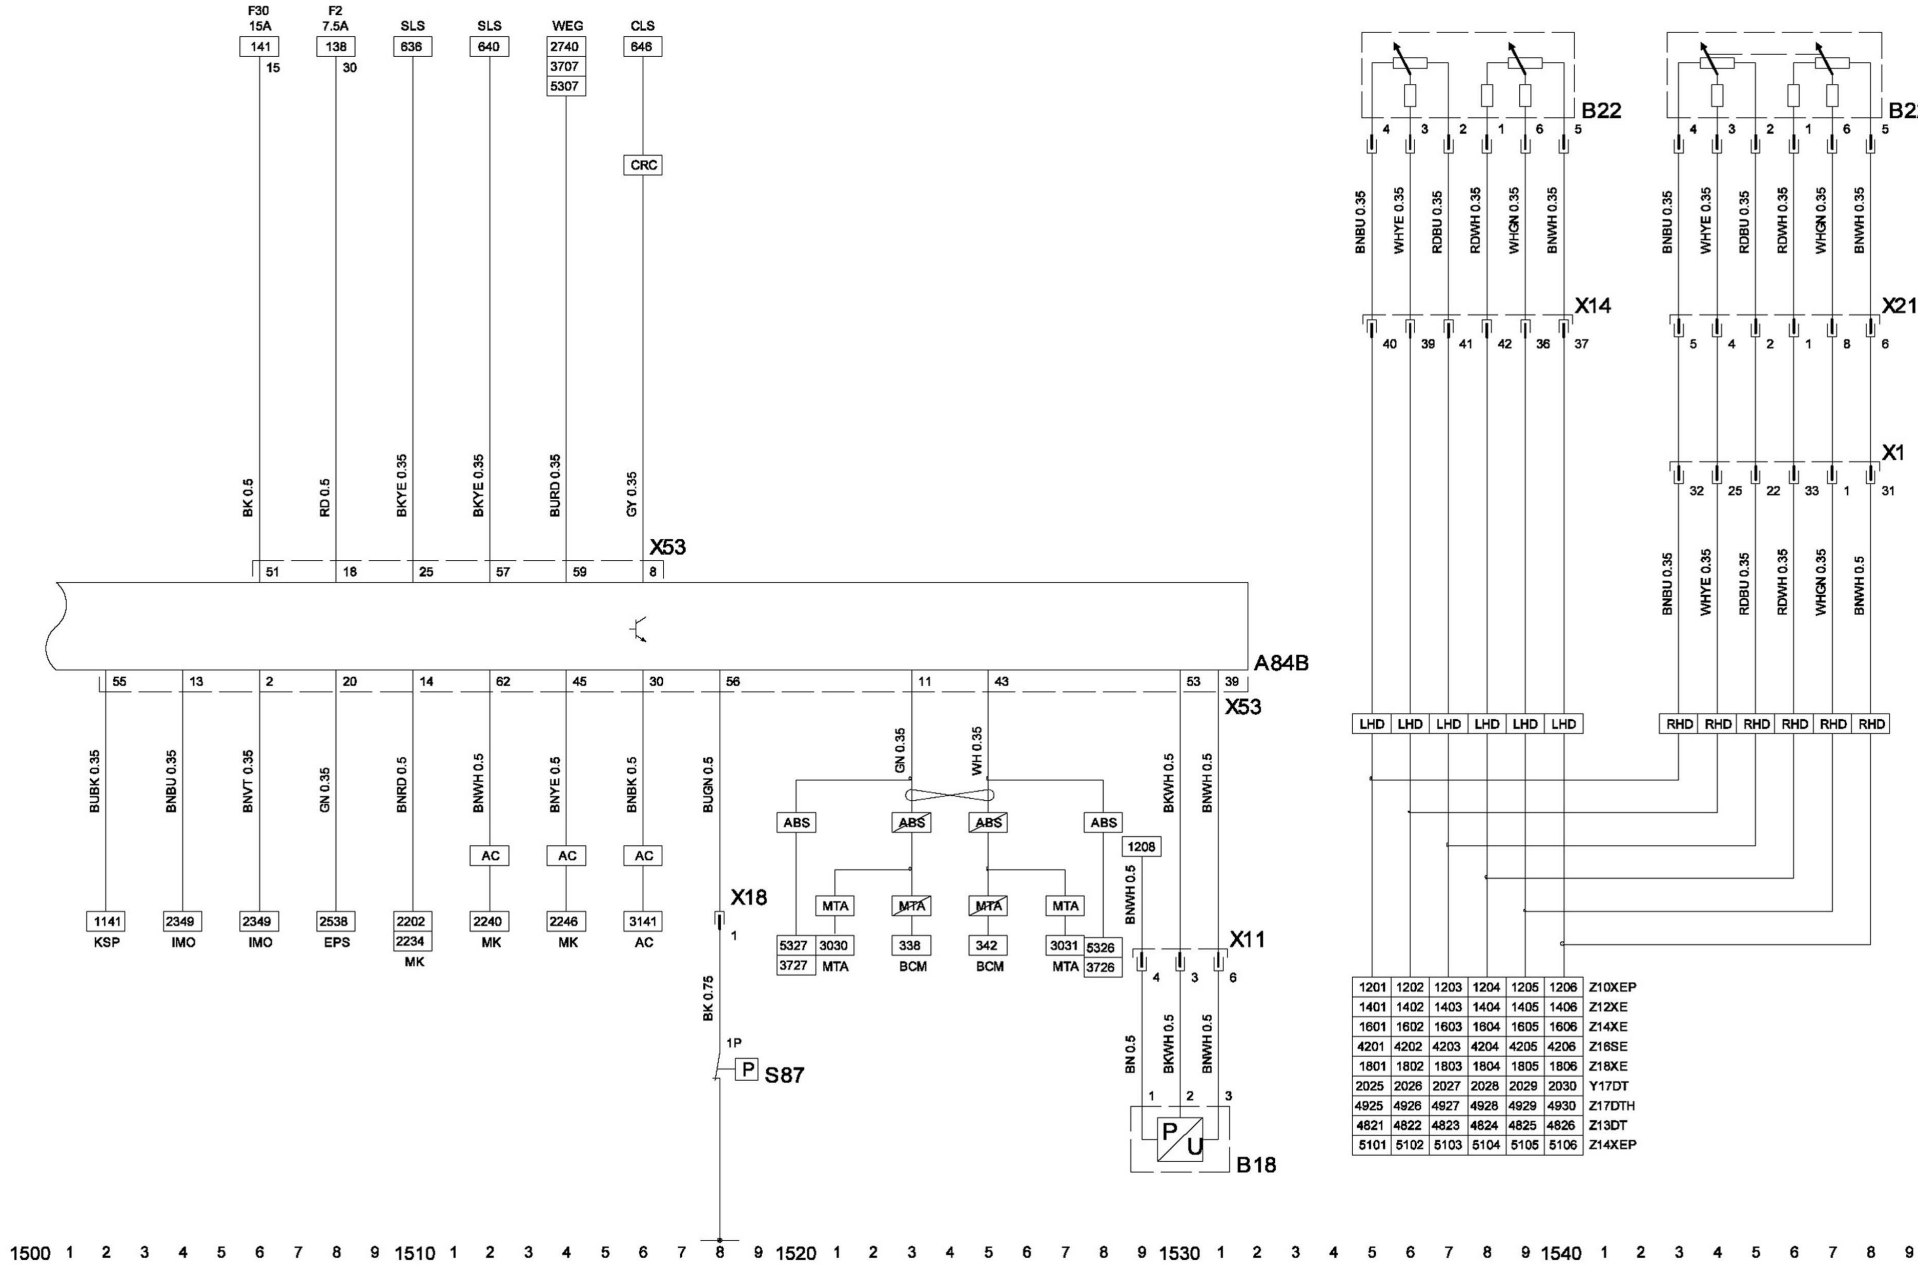 F30 F2
15A 7.5A SLS SLS WEG CLS
141 138 636 640 2740 646
15 30 3707
5307
CRC
BK 0.5 RD 0.5 BKYE 0.35 BKYE 0.35 BURD 0.35 GY 0.35
X53
51 18 25 57 59 8
A84B
55 13 2 20 14 62 45 30 56 11 43 53 39
X53
BUBK 0.35 BNBU 0.35 BNVT 0.35 GN 0.35 BNRD 0.5 BNWH 0.5 BNYE 0.5 BNBK 0.5 BUGN 0.5 GN 0.35 WH 0.35 BKWH 0.5 BNWH 0.5
ABS ABS ABS ABS
1208
AC AC AC
BNWH 0.5
X18
1
MTA MTA MTA MTA
1141 2349 2349 2538 2202 2240 2246 3141
KSP IMO IMO EPS 2234 MK MK AC
MK
5327 3030 338 342 3031 5326
3727 MTA BCM BCM MTA 3726
X11
4 3 6
BK 0.75
BN 0.5 BKWH 0.5 BNWH 0.5
1P
P S87
1 2 3
P
U
B18
B22
4 3 2 1 6 5
BNBU 0.35 WHYE 0.35 RDBU 0.35 RDWH 0.35 WHGN 0.35 BNWH 0.35
X14
40 39 41 42 36 37
LHD LHD LHD LHD LHD LHD
4 3 2 1 6 5
BNBU 0.35 WHYE 0.35 RDBU 0.35 RDWH 0.35 WHGN 0.35 BNWH 0.35
X21
5 4 2 1 8 6
X1
32 25 22 33 1 31
BNBU 0.35 WHYE 0.35 RDBU 0.35 RDWH 0.35 WHGN 0.35 BNWH 0.5
RHD RHD RHD RHD RHD RHD
1201 1202 1203 1204 1205 1206 Z10XEP
1401 1402 1403 1404 1405 1406 Z12XE
1601 1602 1603 1604 1605 1606 Z14XE
4201 4202 4203 4204 4205 4206 Z16SE
1801 1802 1803 1804 1805 1806 Z18XE
2025 2026 2027 2028 2029 2030 Y17DT
4925 4926 4927 4928 4929 4930 Z17DTH
4821 4822 4823 4824 4825 4826 Z13DT
5101 5102 5103 5104 5105 5106 Z14XEP
1500 1 2 3 4 5 6 7 8 9 1510 1 2 3 4 5 6 7 8 9 1520 1 2 3 4 5 6 7 8 9 1530 1 2 3 4 5 6 7 8 9 1540 1 2 3 4 5 6 7 8 9